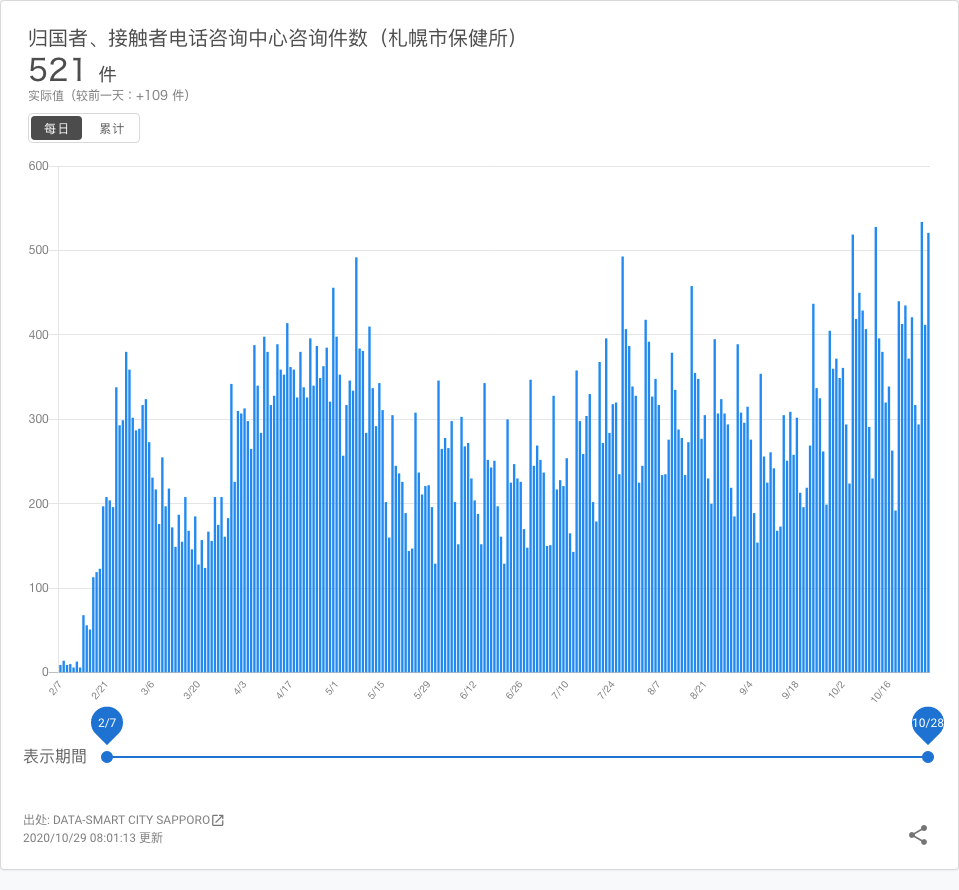 归国者、接触者电话咨询中心咨询件数（札幌市保健所）
521 件
实际值（较前一天：+109 件）
每日 累计
600
500
400
300
200
100
0
2/7 2/21 3/6 3/20 4/3 4/17 5/1 5/15 5/29 6/12 6/26 7/10 7/24 8/7 8/21 9/4 9/18 10/2 10/16
2/7 10/28
表示期間
出处: DATA-SMART CITY SAPPORO
2020/10/29 08:01:13 更新